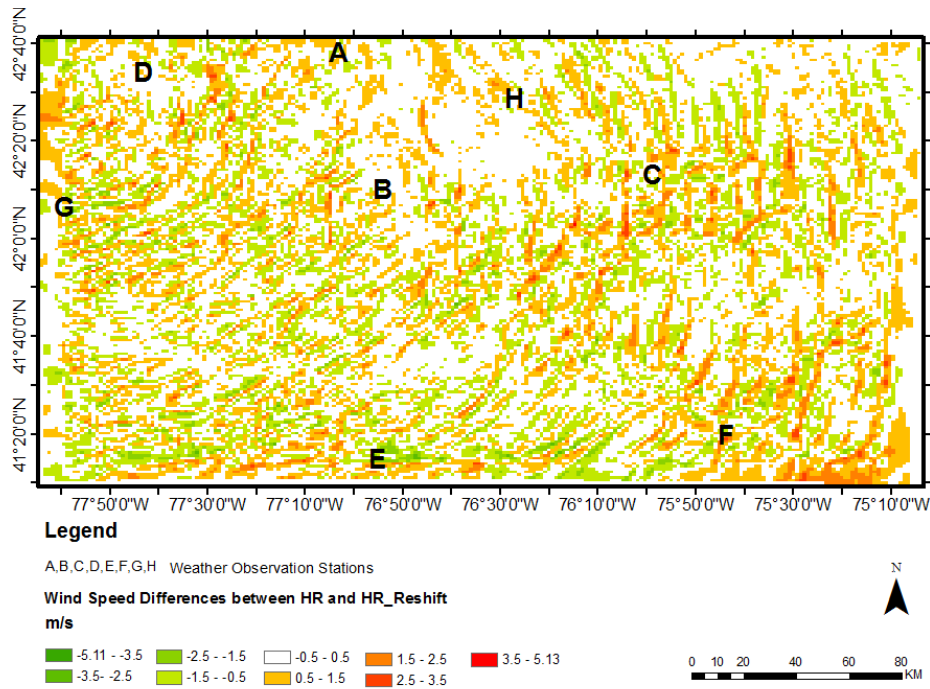 42°40'0"N
42°20'0"N
42°0'0"N
41°40'0"N
41°20'0"N
A
D
H
C
B
G
F
E
77°50'0"W 77°30'0"W 77°10'0"W 76°50'0"W 76°30'0"W 76°10'0"W 75°50'0"W 75°30'0"W 75°10'0"W
Legend
A,B,C,D,E,F,G,H Weather Observation Stations
Wind Speed Differences between HR and HR_Reshift
m/s
-5.11 - -3.5 -2.5 - -1.5 -0.5 - 0.5 1.5 - 2.5 3.5 - 5.13
-3.5- -2.5 -1.5 - -0.5 0.5 - 1.5 2.5 - 3.5
N
0 10 20 40 60 80
KM